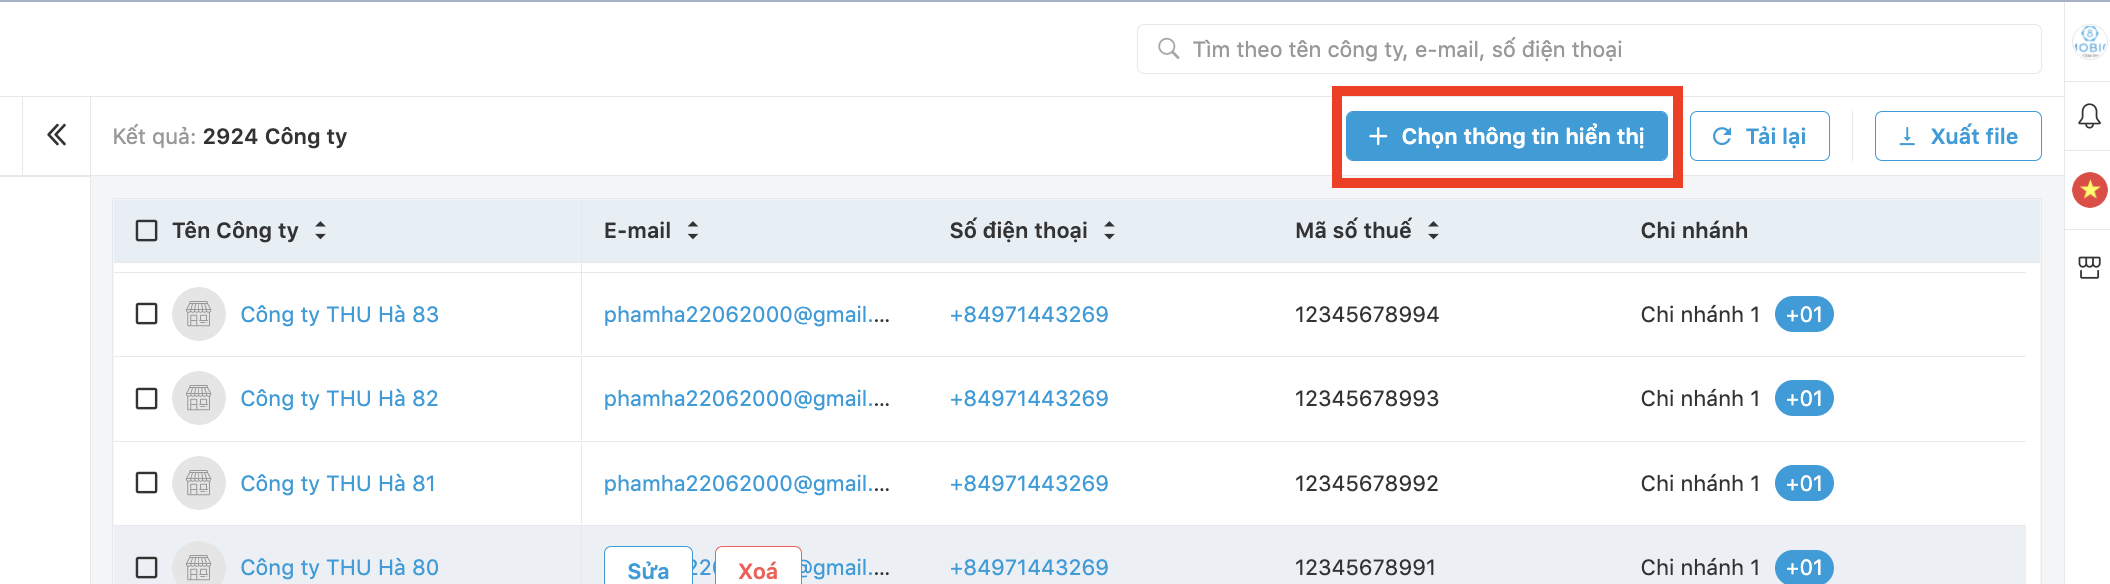 Tìm theo tên công ty, e-mail, số điện thoại
Kết quả: 2924 Công ty
Chọn thông tin hiển thị
Tải lại
Xuất file
Tên Công ty E-mail Số điện thoại Mã số thuế Chi nhánh
Công ty THU Hà 83 phamha22062000@gmail.... +84971443269 12345678994 Chi nhánh 1 +01
Công ty THU Hà 82 phamha22062000@gmail.... +84971443269 12345678993 Chi nhánh 1 +01
Công ty THU Hà 81 phamha22062000@gmail.... +84971443269 12345678992 Chi nhánh 1 +01
Công ty THU Hà 80 Sửa Xoá @gmail.... +84971443269 12345678991 Chi nhánh 1 +01